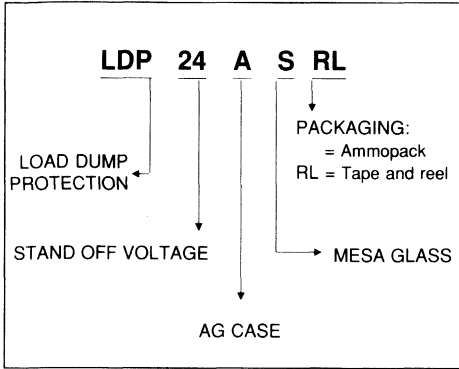 LDP 24 A S RL
PACKAGING:
= Ammopack
RL = Tape and reel
LOAD DUMP
PROTECTION
STAND OFF VOLTAGE
MESA GLASS
AG CASE